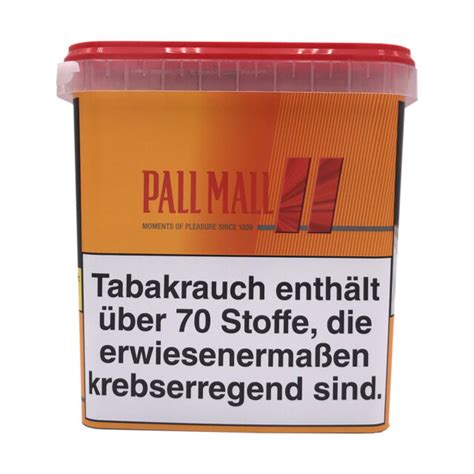 PALL MALL
MOMENTS OF PLEASURE SINCE 1899
Tabakrauch enthält
über 70 Stoffe, die
erwiesenermaßen
krebserregend sind.